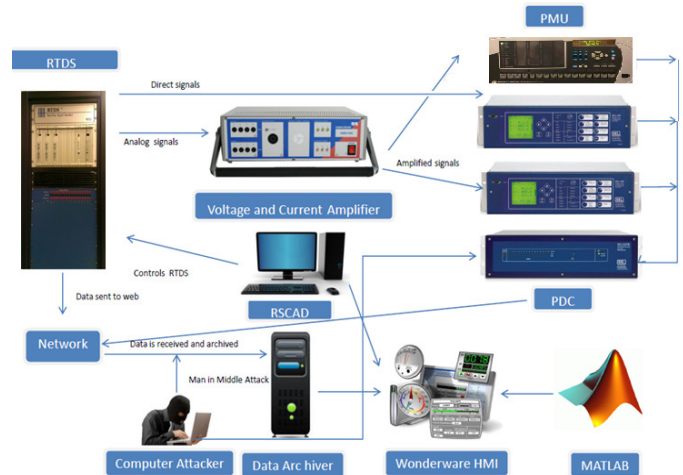 PMU
RTDS
Direct signals
Analog signals
Amplified signals
Voltage and Current Amplifier
Controls RTDS
RSCAD
PDC
Data sent to web
Network
Data is received and archived
Man in Middle Attack
Computer Attacker
Data Arc hiver
Wonderware HMI
MATLAB